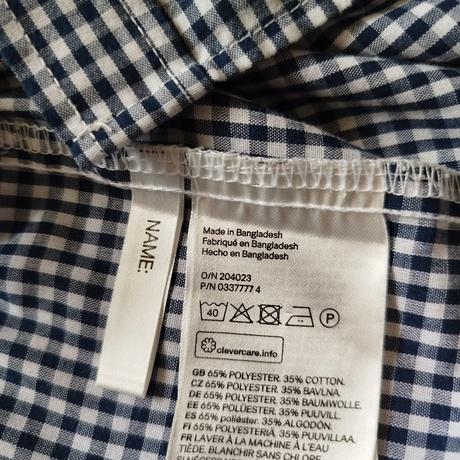 NAME:
Made in Bangladesh
Fabriqué en Bangladesh
Hecho en Bangladesh
O/N 204023
P/N 0337777 4
40
P
clevercare.info
GB 65% POLYESTER. 35% COTTON.
CZ 65% POLYESTER. 35% BAVLNA.
DE 65% POLYESTER. 35% BAUMWOLLE.
EE 65% POLÜESTER. 35% PUUVILL.
ES 65% poliéster. 35% ALGODÓN.
FI 65% POLYESTERIÄ. 35% PUUVILLAA.
FR LAVER À LA MACHINE À L'EAU
TIÈDE. BLANCHIR SANS CHLORE.